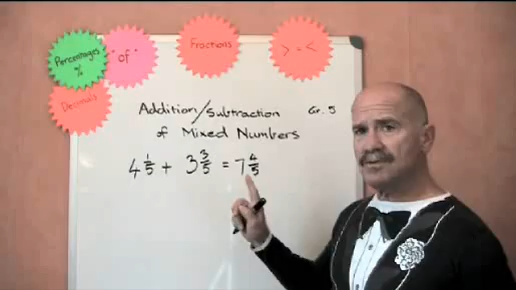 Percentages
%
"of"
Fractions
> = <
Decimals
Addition/Subtraction Gr. 5
of Mixed Numbers
4 1/5 + 3 3/5 = 7 4/5